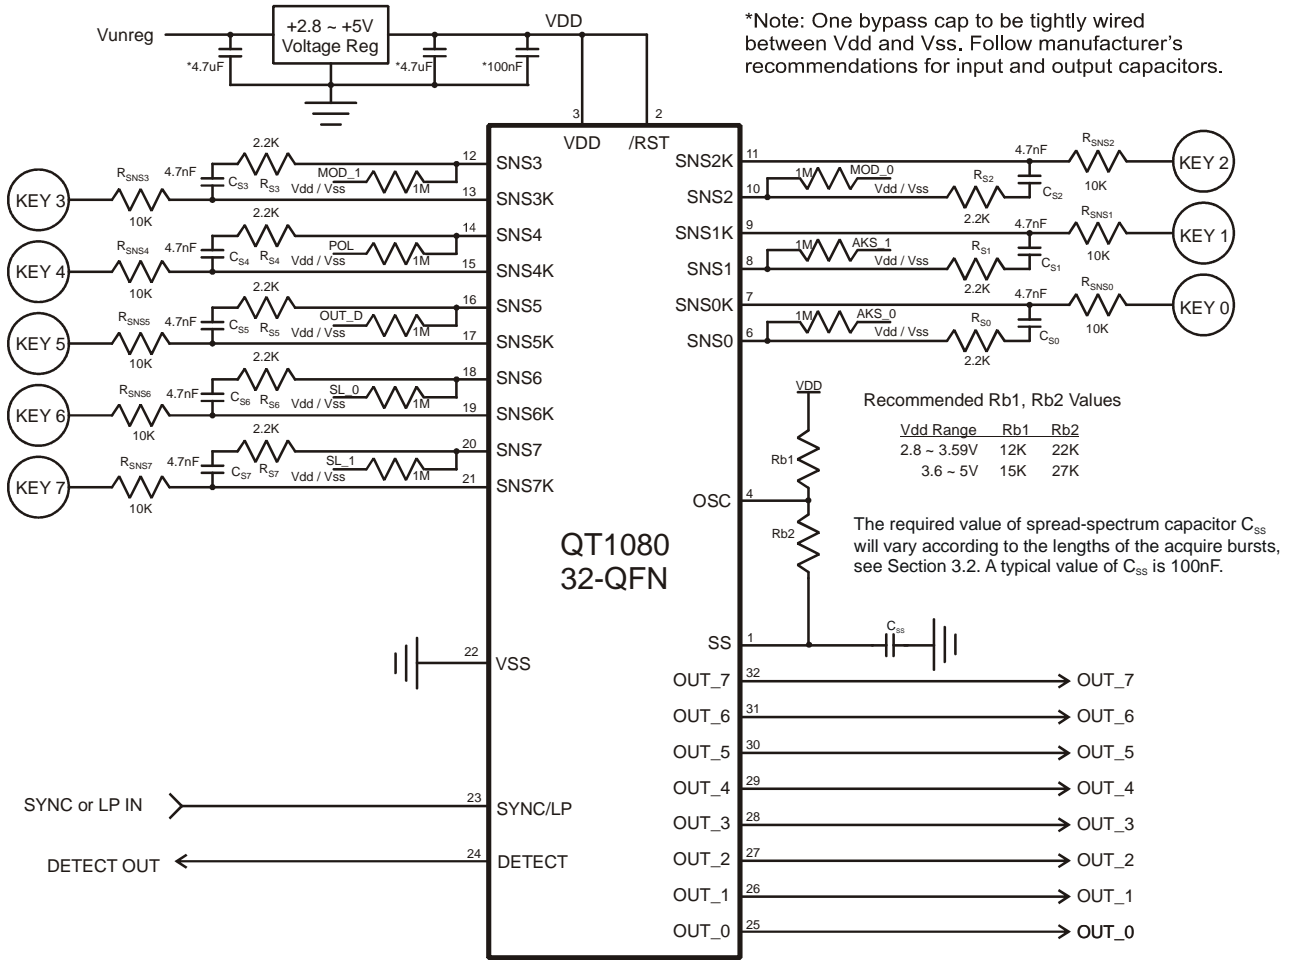 Vunreg
+2.8 ~ +5V
Voltage Reg
VDD
*4.7uF
*4.7uF
*100nF
*Note: One bypass cap to be tightly wired
between Vdd and Vss. Follow manufacturer's
recommendations for input and output capacitors.
3
2
VDD
/RST
KEY 3
RSNS3
10K
4.7nF
CS3
2.2K
RS3
MOD_1
Vdd / Vss
1M
12
SNS3
13
SNS3K
KEY 4
RSNS4
10K
4.7nF
CS4
2.2K
RS4
POL
Vdd / Vss
1M
14
SNS4
15
SNS4K
KEY 5
RSNS5
10K
4.7nF
CS5
2.2K
RS5
OUT_D
Vdd / Vss
1M
16
SNS5
17
SNS5K
KEY 6
RSNS6
10K
4.7nF
CS6
2.2K
RS6
SL_0
Vdd / Vss
1M
18
SNS6
19
SNS6K
KEY 7
RSNS7
10K
4.7nF
CS7
2.2K
RS7
SL_1
Vdd / Vss
1M
20
SNS7
21
SNS7K
SNS2K
11
SNS2
10
1M
MOD_0
Vdd / Vss
RS2
2.2K
4.7nF
CS2
RSNS2
10K
KEY 2
SNS1K
9
SNS1
8
1M
AKS_1
Vdd / Vss
RS1
2.2K
4.7nF
CS1
RSNS1
10K
KEY 1
SNS0K
7
SNS0
6
1M
AKS_0
Vdd / Vss
RS0
2.2K
4.7nF
CS0
RSNS0
10K
KEY 0
VDD
Rb1
OSC
4
Rb2
Recommended Rb1, Rb2 Values
Vdd Range Rb1 Rb2
2.8 ~ 3.59V 12K 22K
3.6 ~ 5V 15K 27K
The required value of spread-spectrum capacitor CSS
will vary according to the lengths of the acquire bursts,
see Section 3.2. A typical value of CSS is 100nF.
QT1080
32-QFN
SS
1
CSS
22
VSS
SYNC or LP IN
23
SYNC/LP
DETECT OUT
24
DETECT
OUT_7 32 OUT_7
OUT_6 31 OUT_6
OUT_5 30 OUT_5
OUT_4 29 OUT_4
OUT_3 28 OUT_3
OUT_2 27 OUT_2
OUT_1 26 OUT_1
OUT_0 25 OUT_0